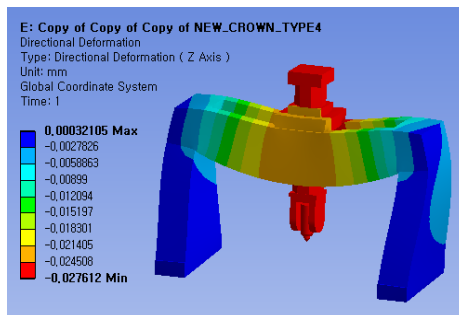 E: Copy of Copy of Copy of NEW_CROWN_TYPE4
Directional Deformation
Type: Directional Deformation ( Z Axis )
Unit: mm
Global Coordinate System
Time: 1
0,00032105 Max
-0,0027826
-0,0058863
-0,00899
-0,012094
-0,015197
-0,018301
-0,021405
-0,024508
-0,027612 Min